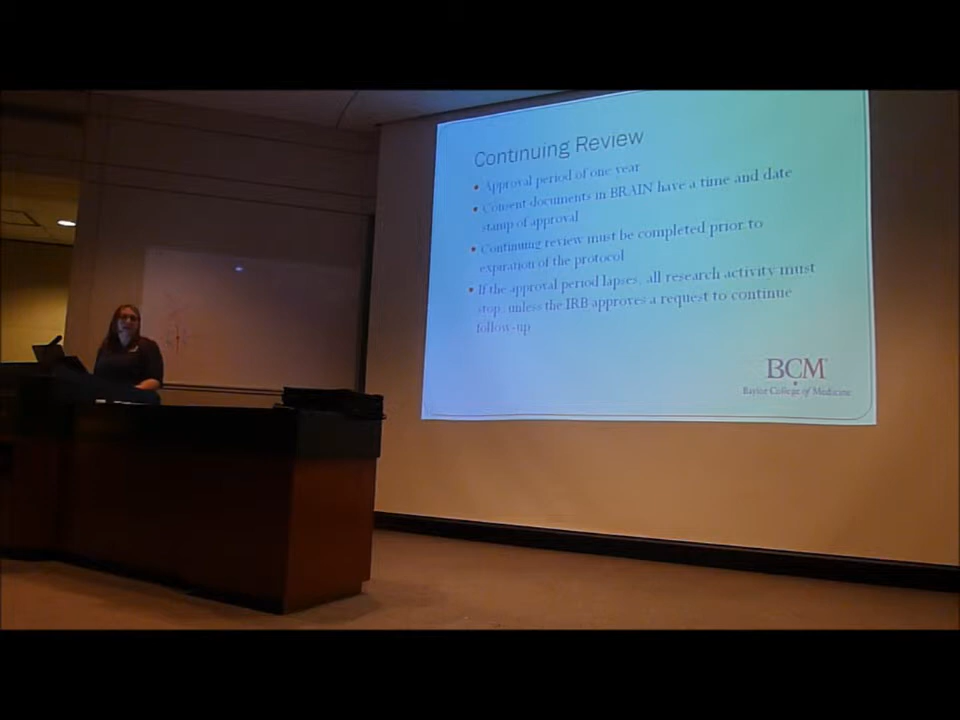 Continuing Review
• Approval period of one year
• Consent documents in BRAIN have a time and date
stamp of approval
• Continuing review must be completed prior to
expiration of the protocol
• If the approval period lapses, all research activity must
stop, unless the IRB approves a request to continue
follow-up
BCM
Baylor College of Medicine